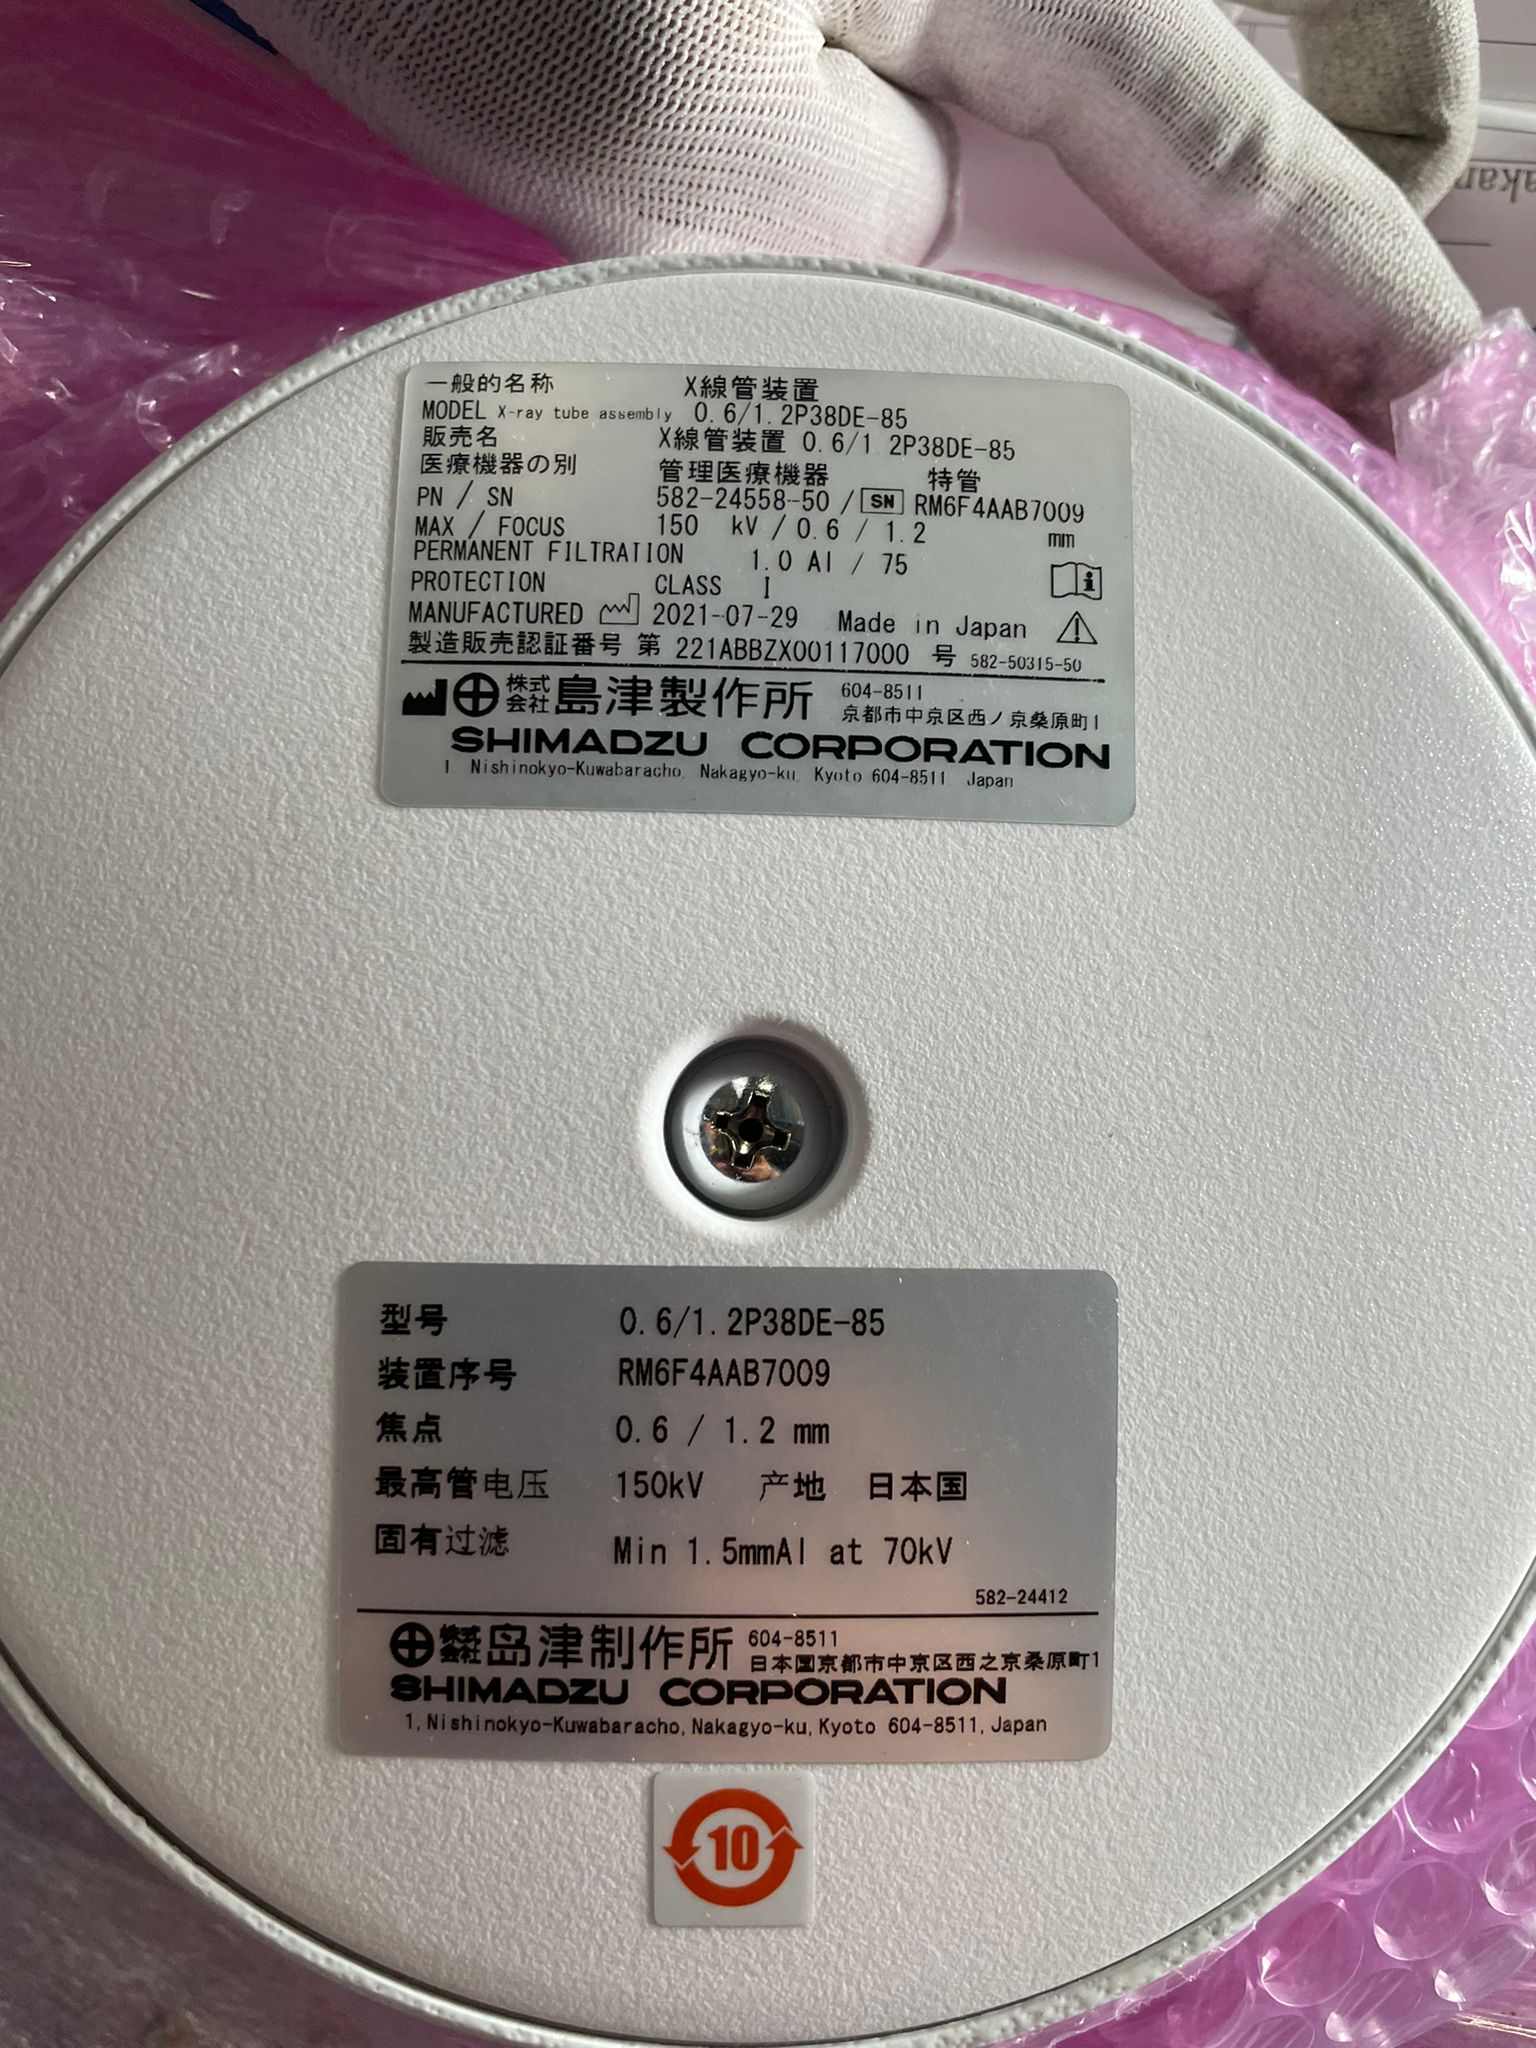 一般的名称 X線管装置
MODEL X-ray tube assembly 0.6/1.2P38DE-85
販売名 X線管装置 0.6/1 2P38DE-85
医療機器の別 管理医療機器 特管
PN / SN 582-24558-50 / SN RM6F4AAB7009
MAX / FOCUS 150 kV / 0.6 / 1.2 mm
PERMANENT FILTRATION 1.0 Al / 75
PROTECTION CLASS I
MANUFACTURED 2021-07-29 Made in Japan
製造販売認証番号 第 221ABBZX00117000 号 582-50315-50
株式会社 島津製作所 604-8511
京都市中京区西ノ京桑原町1
SHIMADZU CORPORATION
1 Nishinokyo-Kuwabaracho, Nakagyo-ku, Kyoto 604-8511 Japan
型号 0.6/1.2P38DE-85
装置序号 RM6F4AAB7009
焦点 0.6 / 1.2 mm
最高管电压 150kV 产地 日本国
固有过滤 Min 1.5mmAl at 70kV
582-24412
株式会社 岛津制作所 604-8511
日本国京都市中京区西之京桑原町1
SHIMADZU CORPORATION
1, Nishinokyo-Kuwabaracho, Nakagyo-ku, Kyoto 604-8511, Japan
10